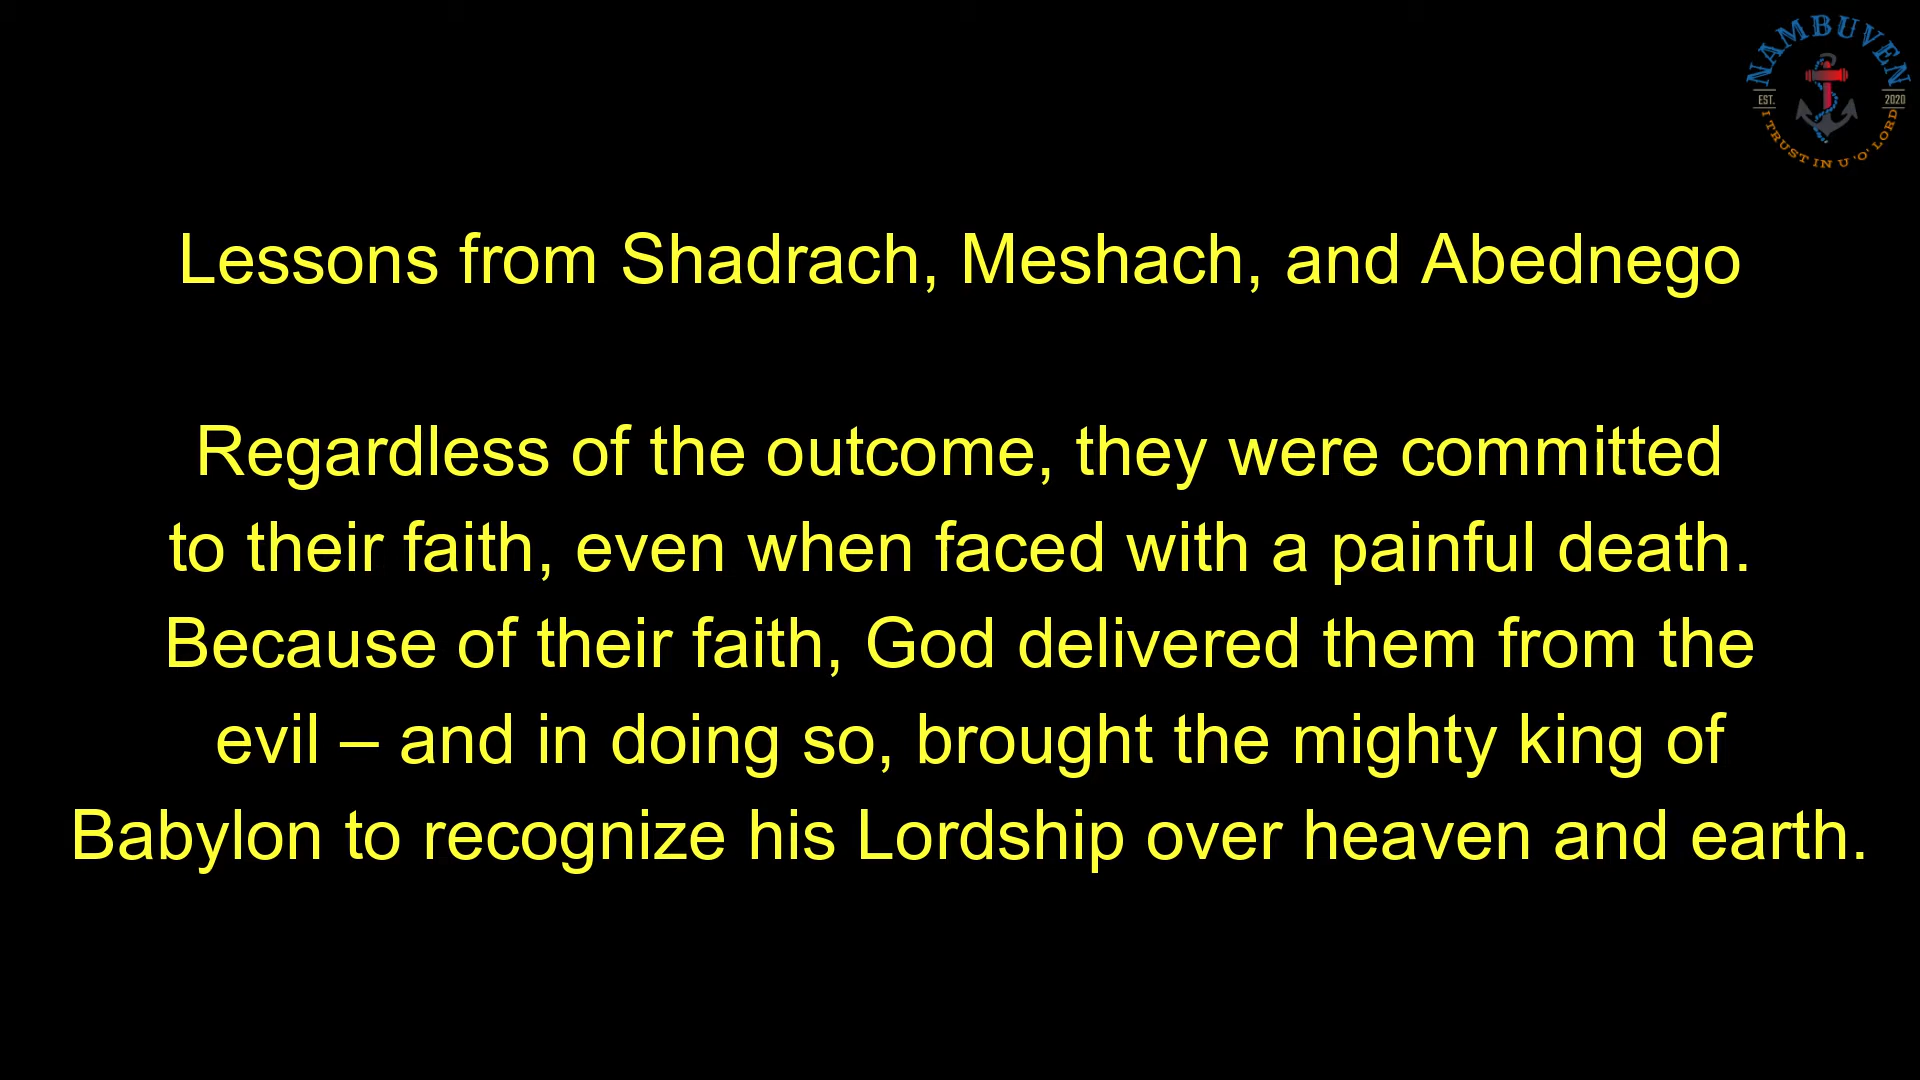 NAMBUVEN
EST. 2020
I TRUST IN U 'O' LORD
Lessons from Shadrach, Meshach, and Abednego
Regardless of the outcome, they were committed
to their faith, even when faced with a painful death.
Because of their faith, God delivered them from the
evil – and in doing so, brought the mighty king of
Babylon to recognize his Lordship over heaven and earth.